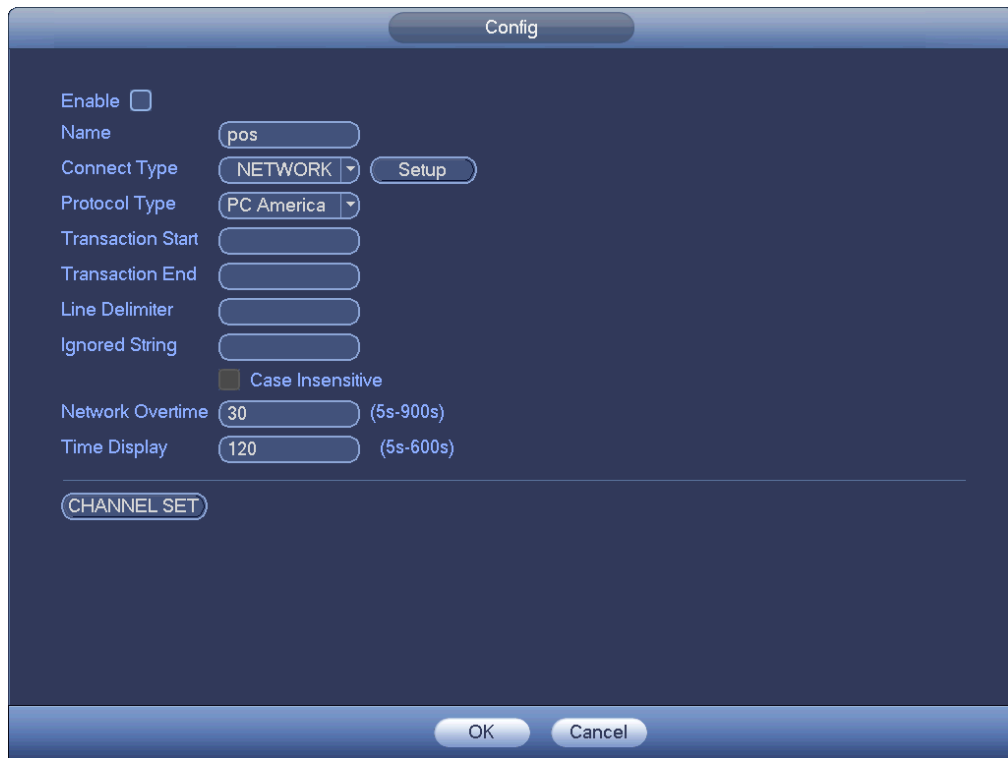 Config
Enable
Name pos
Connect Type NETWORK Setup
Protocol Type PC America
Transaction Start
Transaction End
Line Delimiter
Ignored String
Case Insensitive
Network Overtime 30 (5s-900s)
Time Display 120 (5s-600s)
CHANNEL SET
OK Cancel